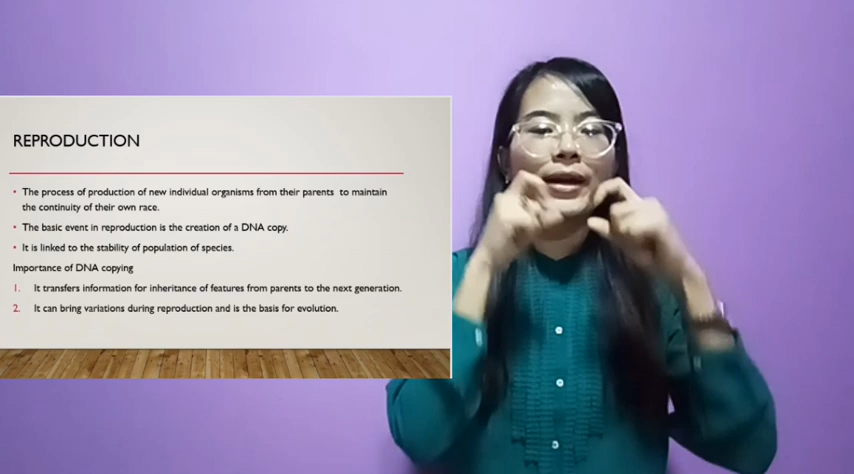 REPRODUCTION
• The process of production of new individual organisms from their parents to maintain
the continuity of their own race.
• The basic event in reproduction is the creation of a DNA copy.
• It is linked to the stability of population of species.
Importance of DNA copying
1. It transfers information for inheritance of features from parents to the next generation.
2. It can bring variations during reproduction and is the basis for evolution.